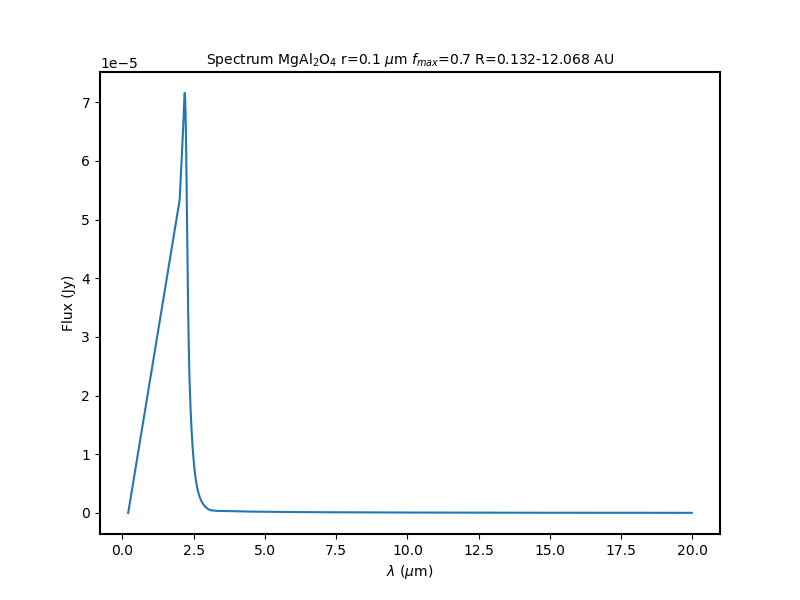 Spectrum MgAl₂O₄ r=0.1 μm f_max=0.7 R=0.132-12.068 AU
1e−5
7
6
5
4
3
2
1
0
Flux (Jy)
0.0 2.5 5.0 7.5 10.0 12.5 15.0 17.5 20.0
λ (μm)